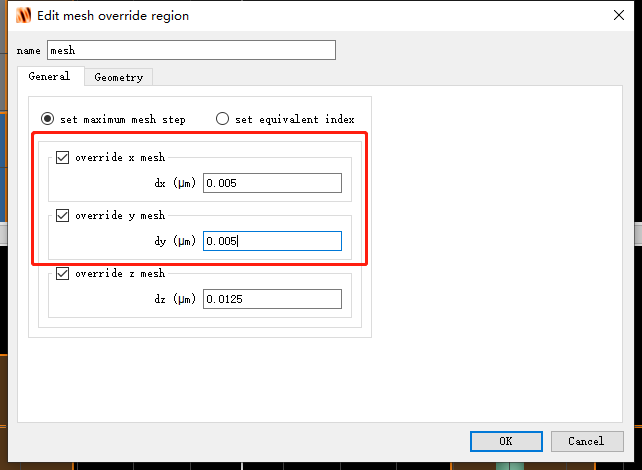 Edit mesh override region
name mesh
General Geometry
set maximum mesh step set equivalent index
override x mesh
dx (μm) 0.005
override y mesh
dy (μm) 0.005
override z mesh
dz (μm) 0.0125
OK Cancel